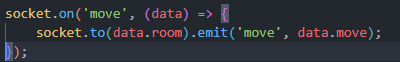 socket.on('move', (data) => {
    socket.to(data.room).emit('move', data.move);
});